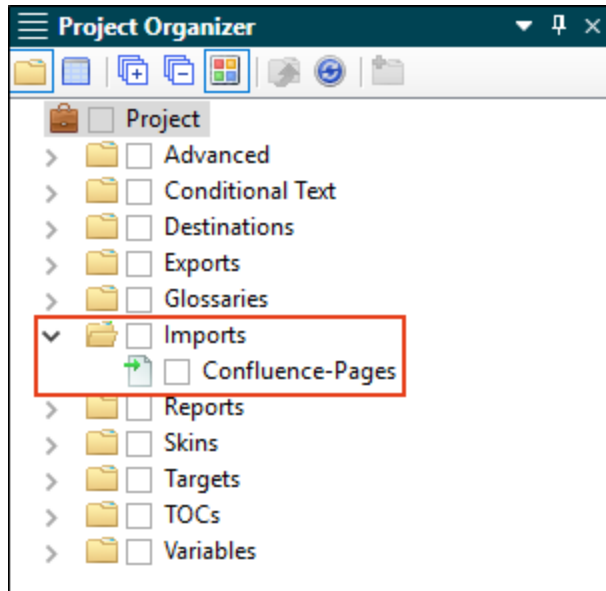 Project Organizer
Project
Advanced
Conditional Text
Destinations
Exports
Glossaries
Imports
Confluence-Pages
Reports
Skins
Targets
TOCs
Variables